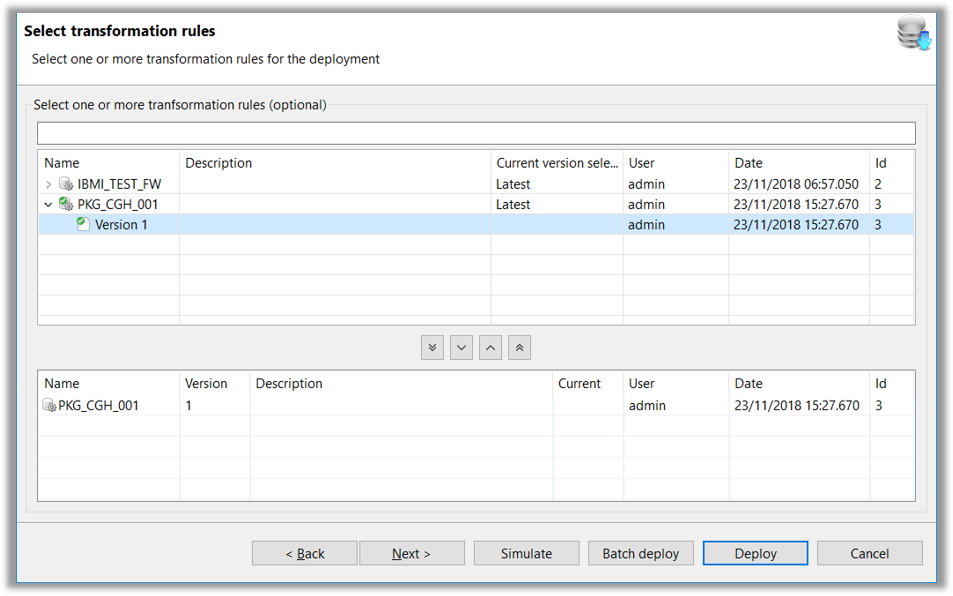 Select transformation rules
Select one or more transformation rules for the deployment
Select one or more tranfsormation rules (optional)
Name Description Current version sele... User Date Id
IBMI_TEST_FW Latest admin 23/11/2018 06:57.050 2
PKG_CGH_001 Latest admin 23/11/2018 15:27.670 3
Version 1 admin 23/11/2018 15:27.670 3
Name Version Description Current User Date Id
PKG_CGH_001 1 admin 23/11/2018 15:27.670 3
< Back Next > Simulate Batch deploy Deploy Cancel